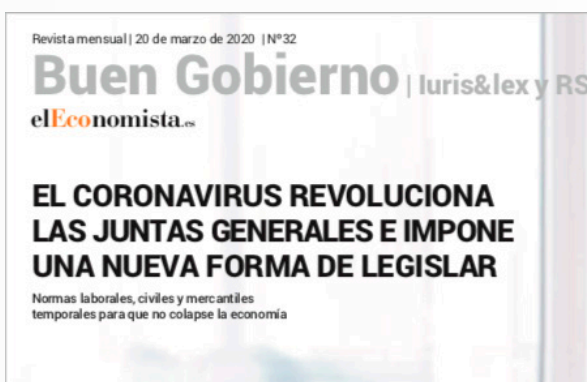 Revista mensual | 20 de marzo de 2020 | Nº32
Buen Gobierno | Iuris&lex y RS
elEconomista.es
EL CORONAVIRUS REVOLUCIONA
LAS JUNTAS GENERALES E IMPONE
UNA NUEVA FORMA DE LEGISLAR
Normas laborales, civiles y mercantiles
temporales para que no colapse la economía